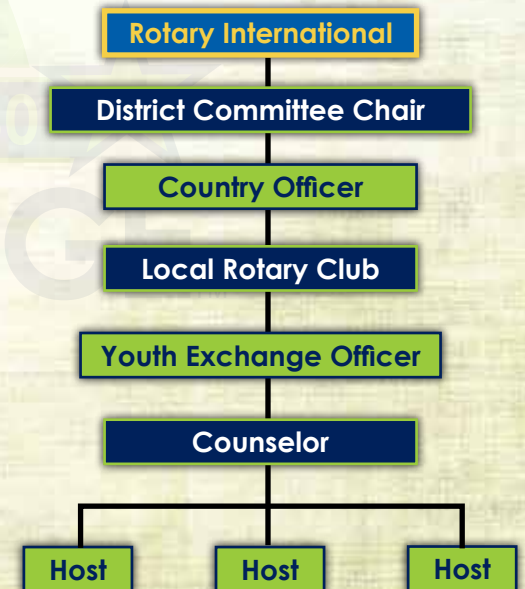 Rotary International
District Committee Chair
Country Officer
Local Rotary Club
Youth Exchange Officer
Counselor
Host Host Host